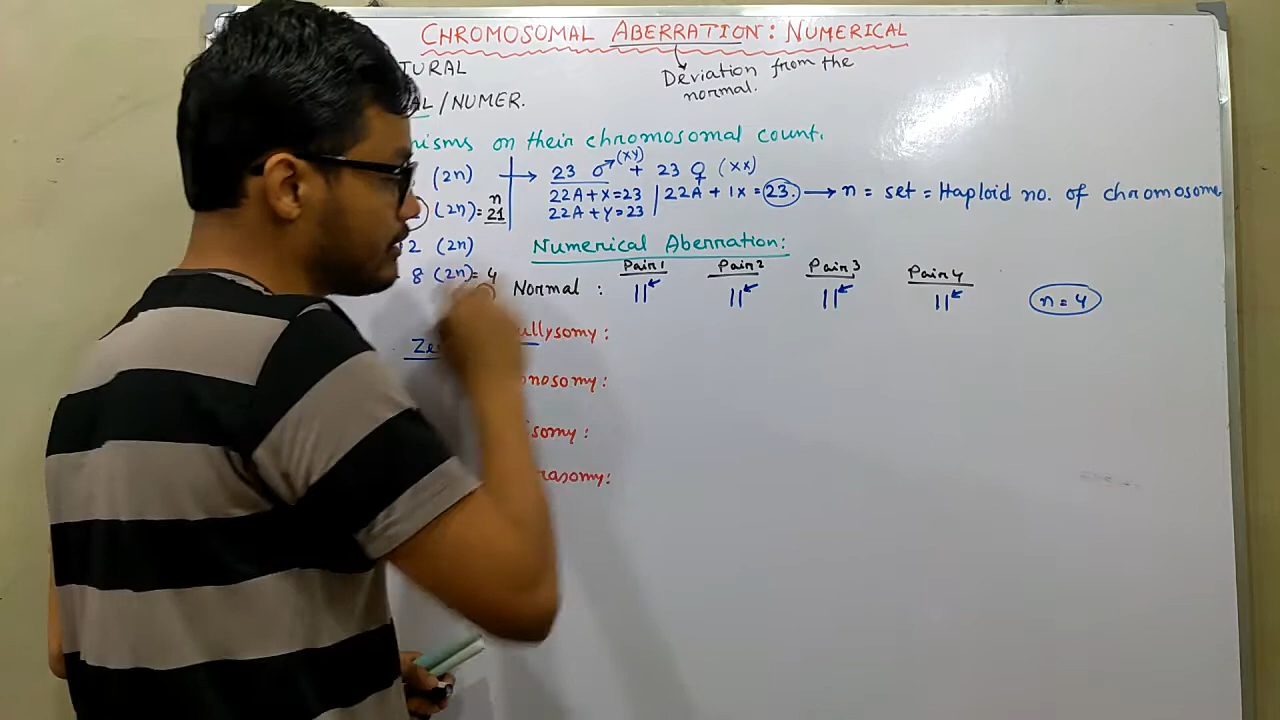 CHROMOSOMAL ABERRATION: NUMERICAL
TURAL
Deviation from the
normal.
AL/NUMER.
nisms on their chromosomal count.
(2n) → 23 ♂(XY) + 23 ♀ (XX)
22A+X=23 | 22A + 1X = 23. → n = set = Haploid no. of chromosome
22A+Y=23
(2n)= n 21
2 (2n)
8 (2n)= 4
Numerical Aberration:
Pair 1 Pair 2 Pair 3 Pair 4
Normal : || || || || n = 4
Ze
ullysomy:
onosomy:
somy:
rasomy: